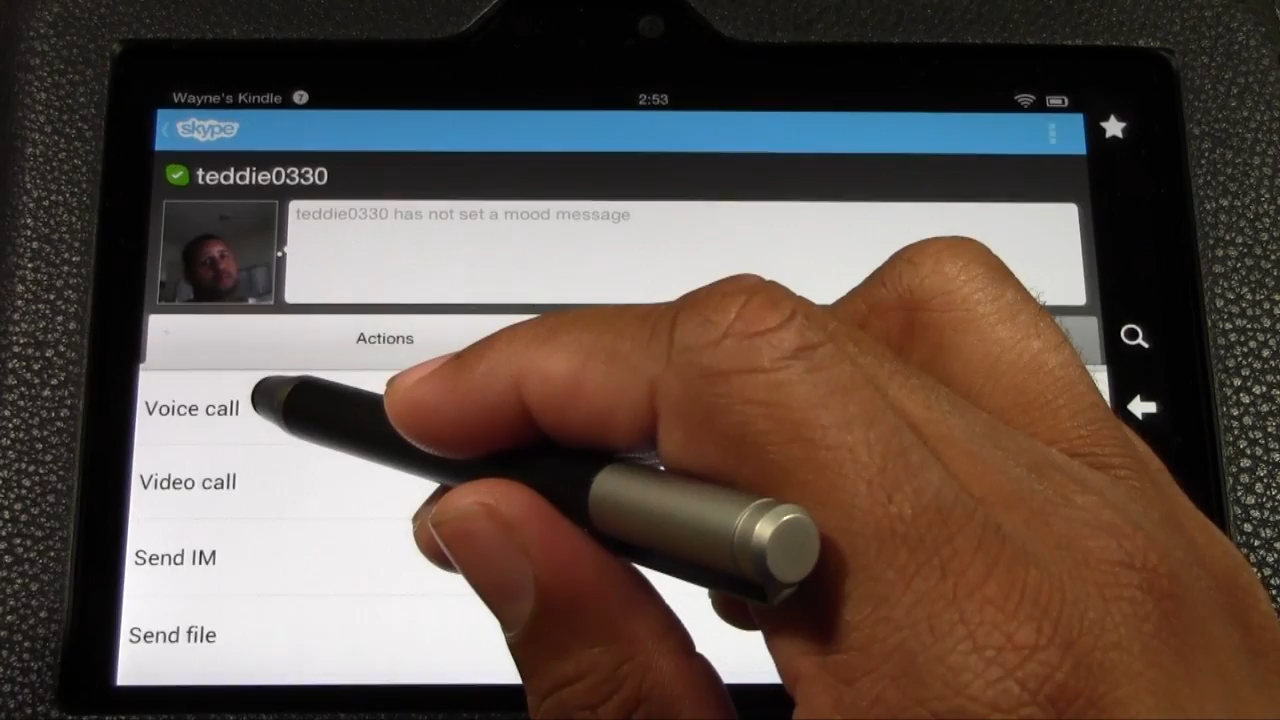 Wayne's Kindle 7 2:53
skype
teddie0330
teddie0330 has not set a mood message
Actions
Voice call
Video call
Send IM
Send file